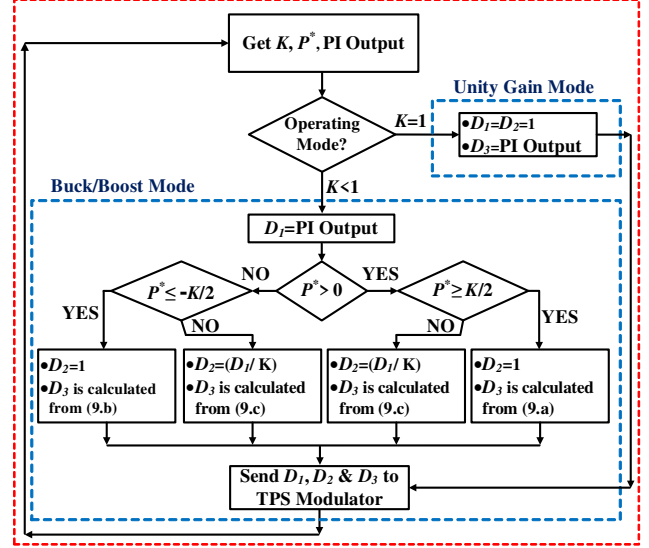 Get K, P*, PI Output
Unity Gain Mode
Operating
Mode?
K=1
•D1=D2=1
•D3=PI Output
Buck/Boost Mode
K<1
D1=PI Output
NO
YES
P*≤ -K/2
P*> 0
P*≥ K/2
YES
NO
NO
YES
•D2=1
•D3 is calculated
from (9.b)
•D2=(D1/ K)
•D3 is calculated
from (9.c)
•D2=(D1/ K)
•D3 is calculated
from (9.c)
•D2=1
•D3 is calculated
from (9.a)
Send D1, D2 & D3 to
TPS Modulator